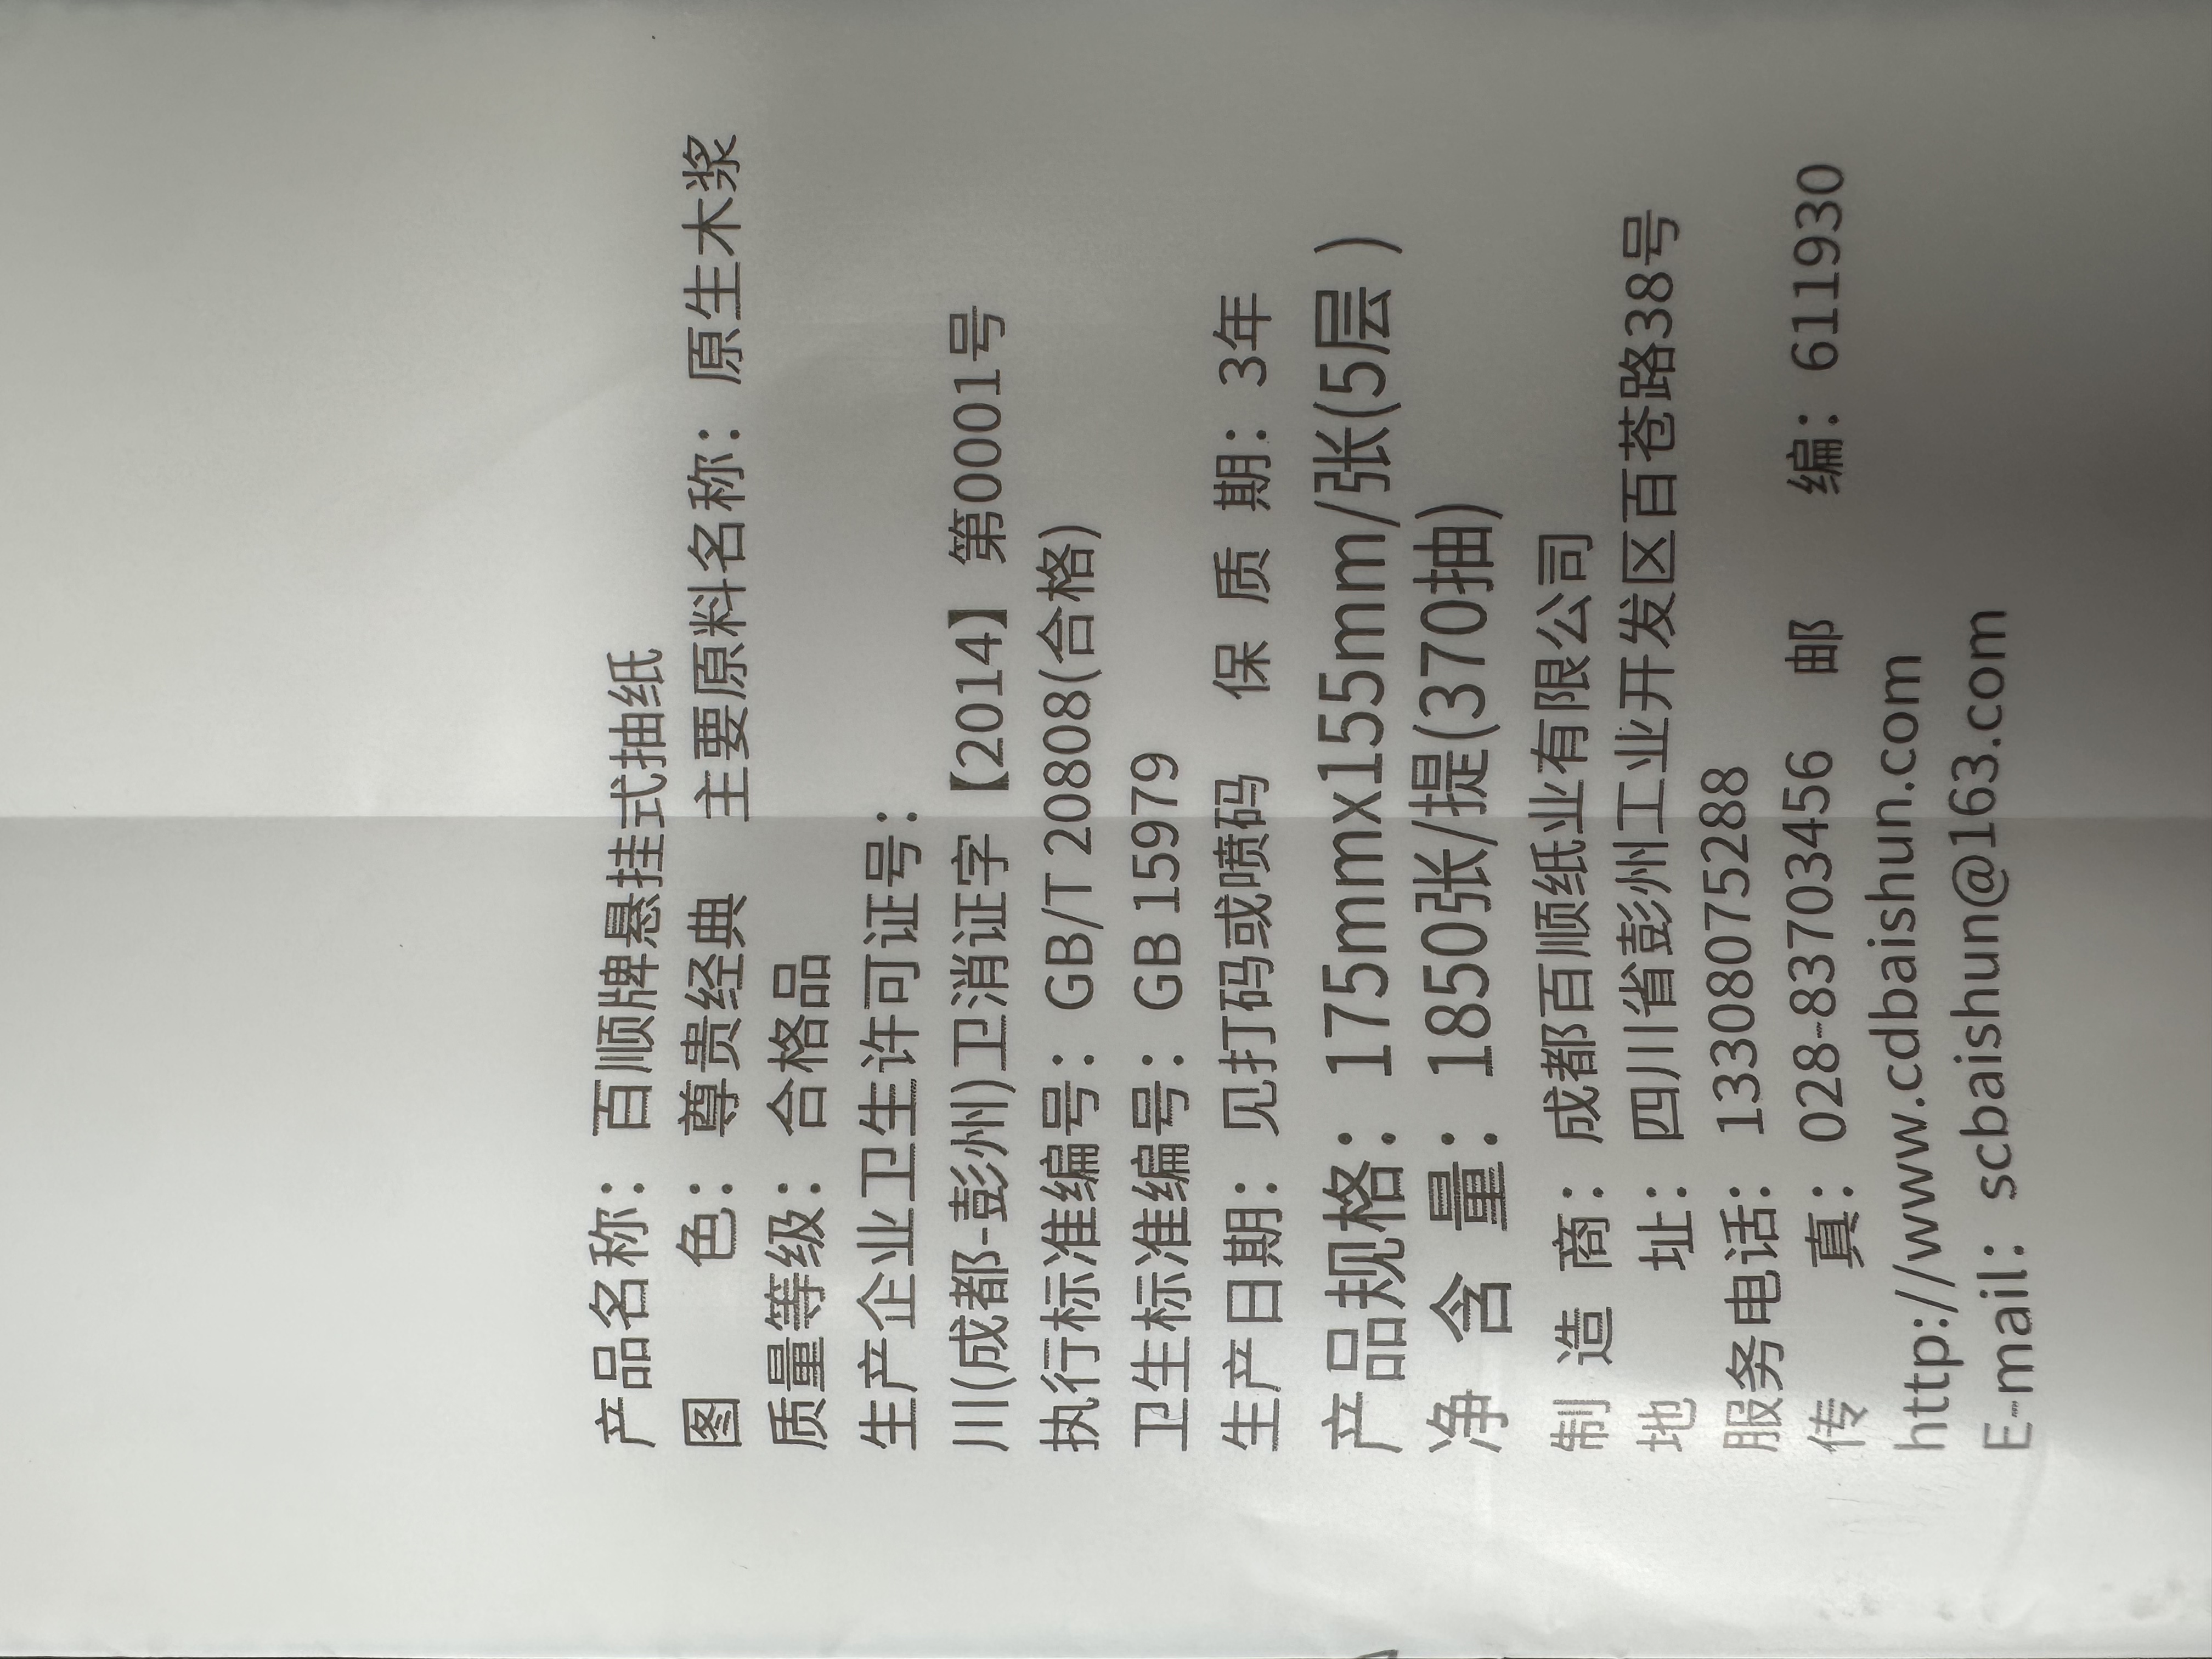 产品名称：百顺牌悬挂式抽纸
图 色：尊贵经典 主要原料名称：原生木浆
质量等级：合格品
生产企业卫生许可证号：
川(成都-彭州)卫消证字【2014】第0001号
执行标准编号：GB/T 20808(合格)
卫生标准编号：GB 15979
生产日期：见打码或喷码 保 质 期：3年
产品规格：175mmx155mm/张(5层)
净 含 量：1850张/提(370抽)
制 造 商：成都百顺纸业有限公司
地 址：四川省彭州工业开发区百苍路38号
服务电话：13308075288
传 真：028-83703456 邮 编：611930
http://www.cdbaishun.com
E-mail：scbaishun@163.com